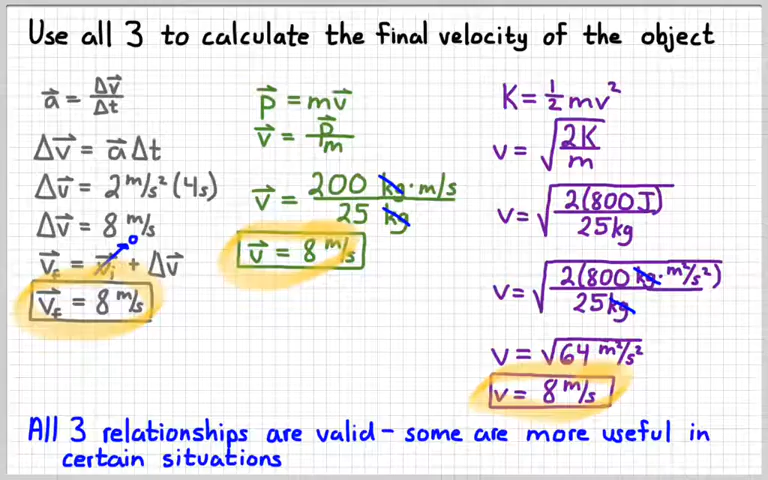 Use all 3 to calculate the final velocity of the object
a⃗ = Δv⃗/Δt
Δv⃗ = a⃗Δt
Δv⃗ = 2 m/s² (4s)
Δv⃗ = 8 m/s
v⃗f = v⃗i→0 + Δv⃗
v⃗f = 8 m/s
p⃗ = mv⃗
v⃗ = p⃗/m
v⃗ = 200 kg·m/s / 25 kg
v⃗ = 8 m/s
K = ½mv²
v = √(2K/m)
v = √(2(800J)/25kg)
v = √(2(800 kg·m²/s²)/25kg)
v = √(64 m²/s²)
v = 8 m/s
All 3 relationships are valid – some are more useful in
certain situations